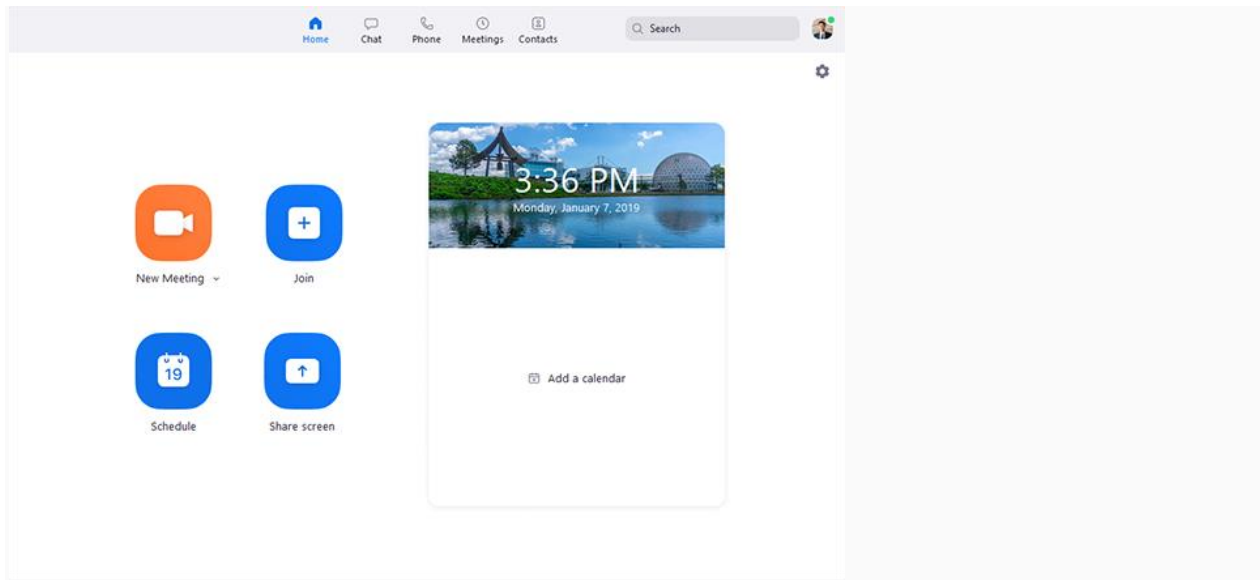 Home
Chat
Phone
Meetings
Contacts
Search
New Meeting
Join
Schedule
19
Share screen
3:36 PM
Monday, January 7, 2019
Add a calendar